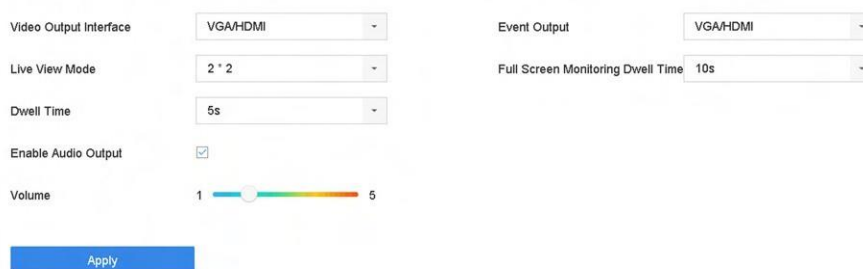 Video Output Interface VGA/HDMI Event Output VGA/HDMI
Live View Mode 2 * 2 Full Screen Monitoring Dwell Time 10s
Dwell Time 5s
Enable Audio Output
Volume 1 5
Apply